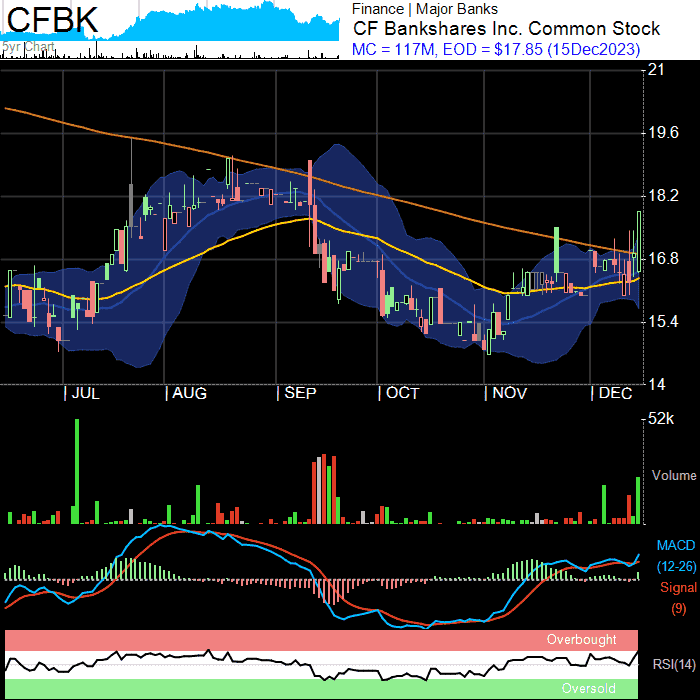 CFBK
5yr Chart
Finance | Major Banks
CF Bankshares Inc. Common Stock
MC = 117M, EOD = $17.85 (15Dec2023)
21
19.6
18.2
16.8
15.4
14
| JUL | AUG | SEP | OCT | NOV | DEC
52k
Volume
MACD
(12-26)
Signal
(9)
Overbought
RSI(14)
Oversold